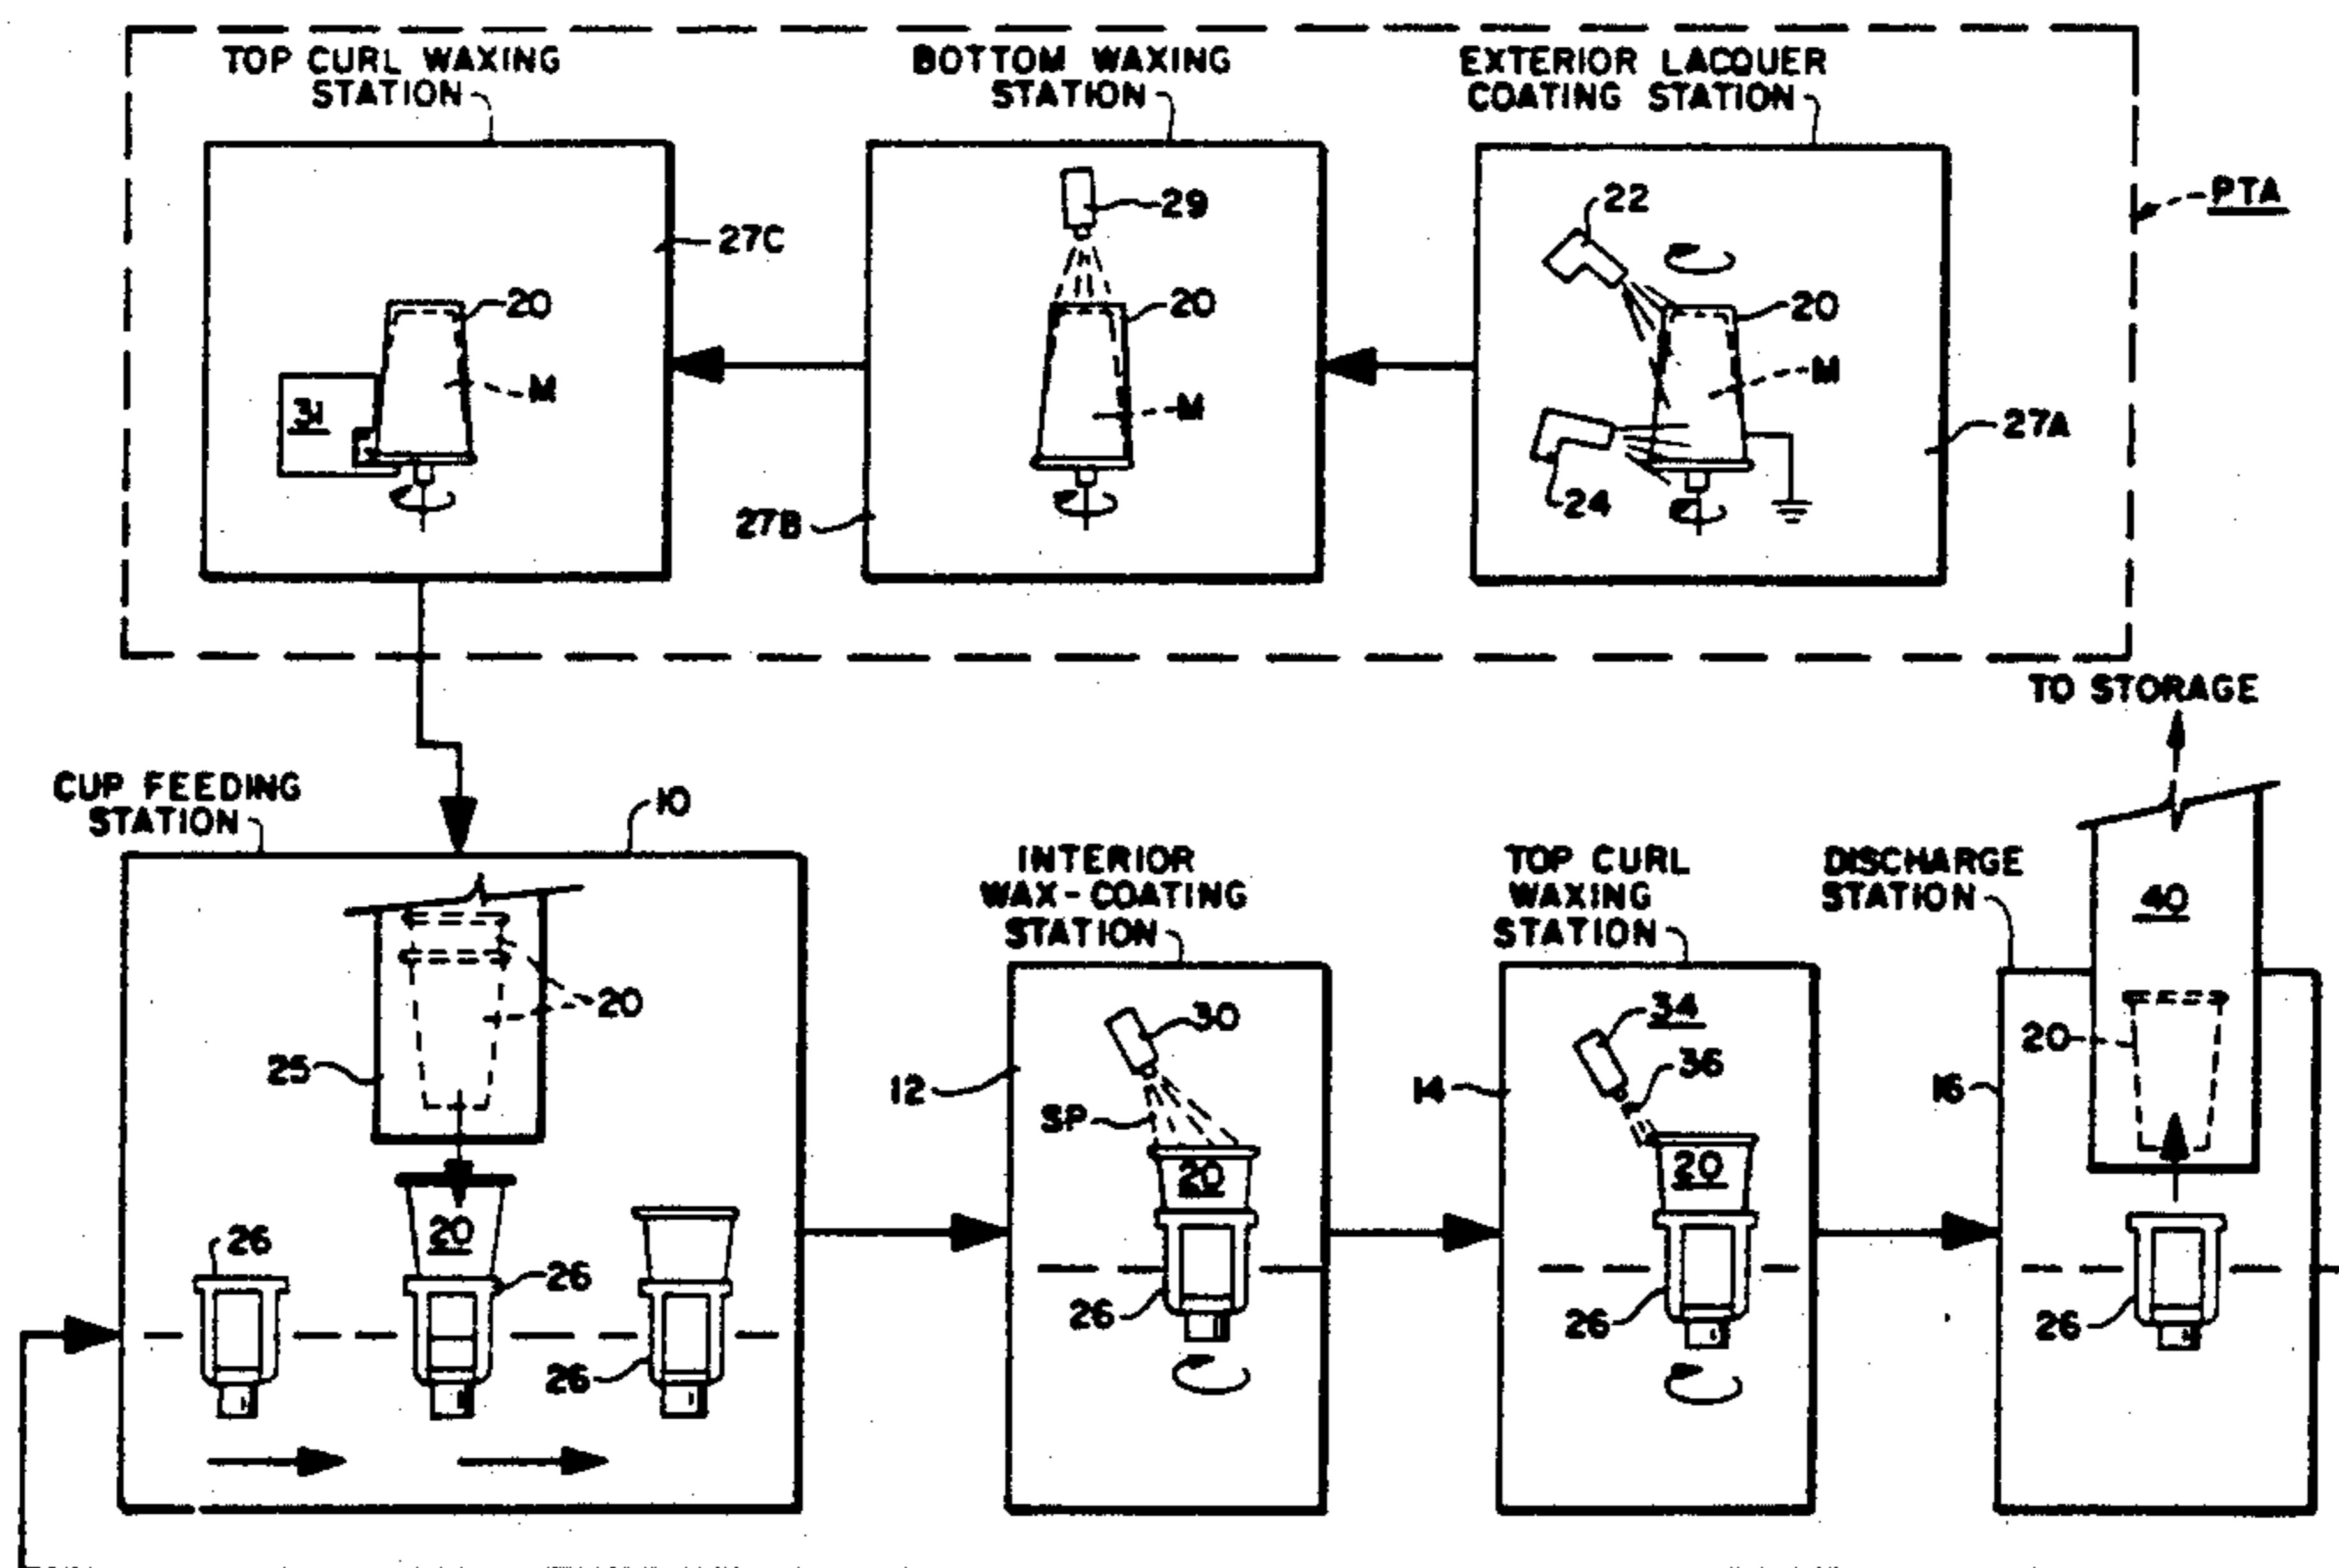 TOP CURL WAXING
STATION
BOTTOM WAXING
STATION
EXTERIOR LACQUER
COATING STATION
PTA
27C
20
M
31
29
20
M
27B
22
20
M
27A
24
TO STORAGE
CUP FEEDING
STATION
10
20
25
20
26
26
26
INTERIOR
WAX-COATING
STATION
30
12
SP
20
26
TOP CURL
WAXING
STATION
34
36
14
20
26
DISCHARGE
STATION
40
20
16
26